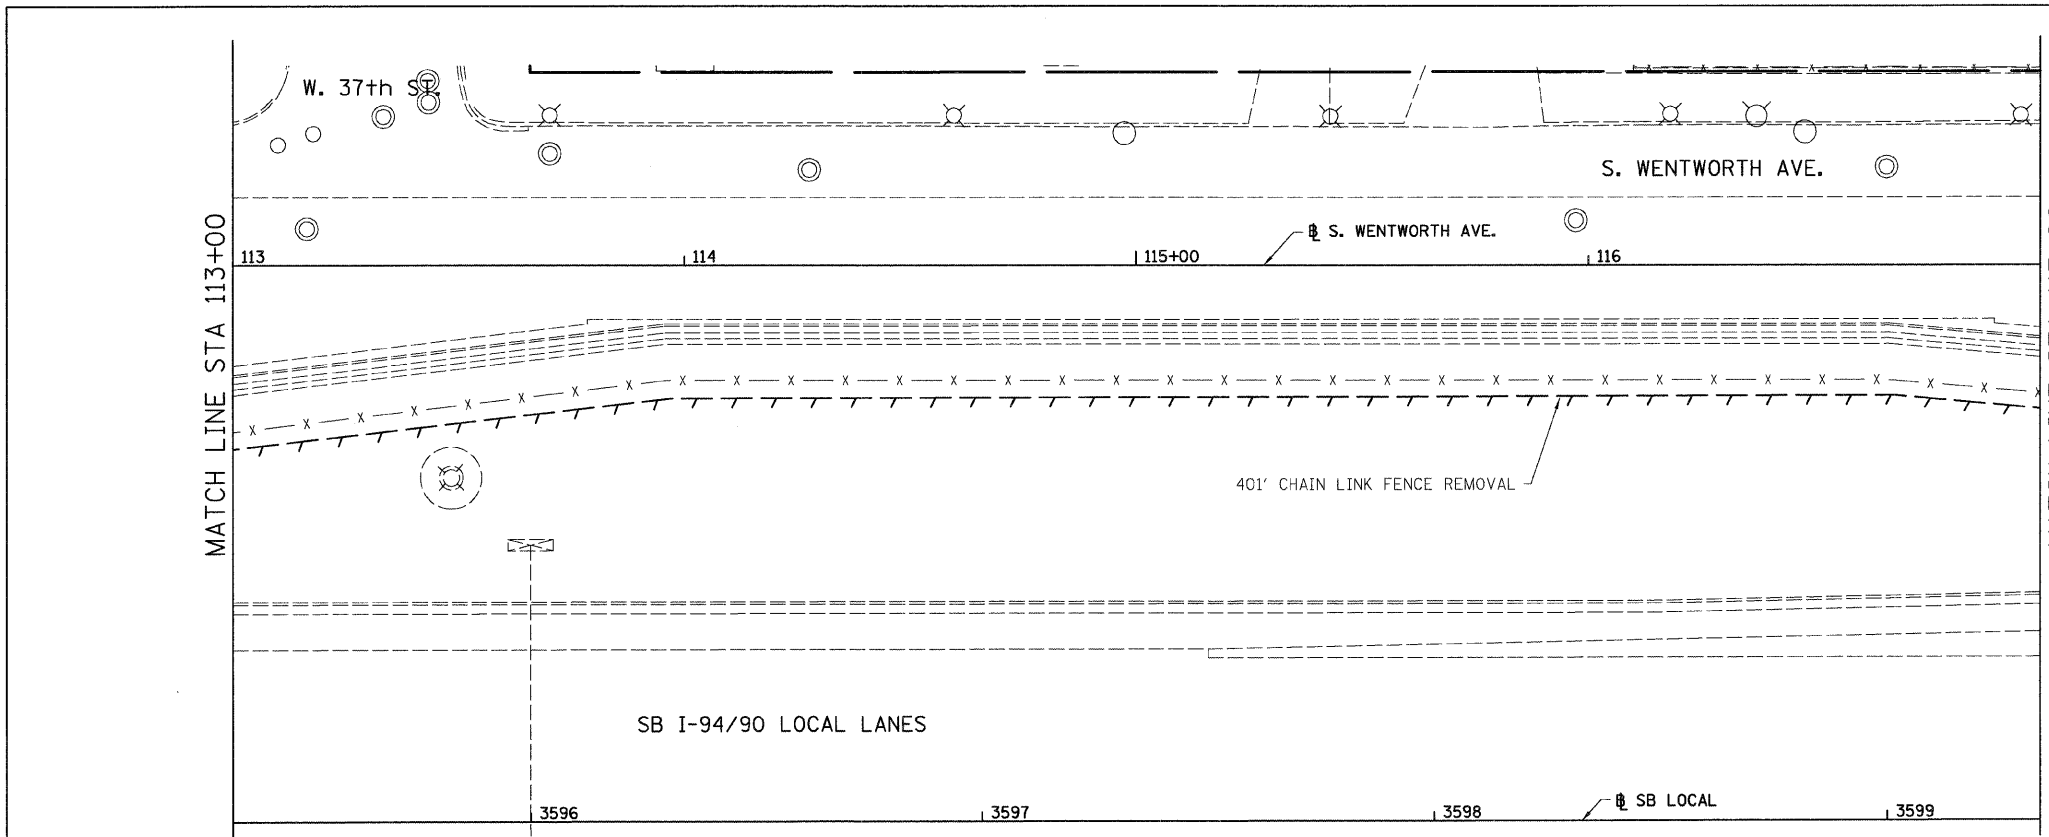 W. 37th ST.
S. WENTWORTH AVE.
℄ S. WENTWORTH AVE.
113
114
115+00
116
MATCH LINE STA 113+00
401' CHAIN LINK FENCE REMOVAL
SB I-94/90 LOCAL LANES
℄ SB LOCAL
3596
3597
3598
3599